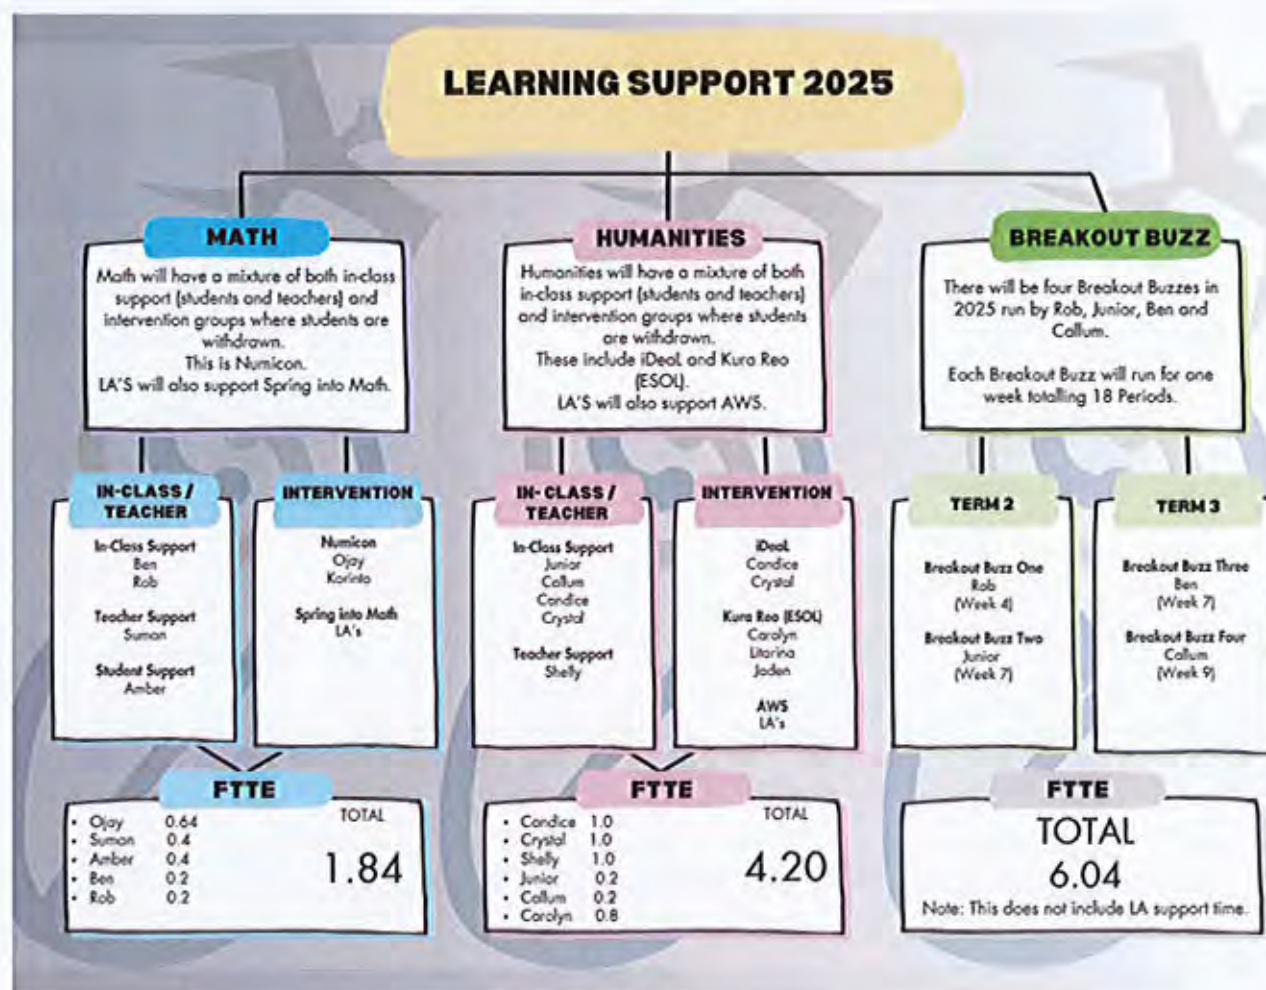 LEARNING SUPPORT 2025
MATH
Math will have a mixture of both in-class
support (students and teachers) and
intervention groups where students are
withdrawn.
This is Numicon.
LA'S will also support Spring into Math.
IN-CLASS /
TEACHER
In-Class Support
Ben
Rob
Teacher Support
Suman
Student Support
Amber
INTERVENTION
Numicon
Ojay
Karinta
Spring into Math
LA's
FTTE
• Ojay 0.64
• Suman 0.4
• Amber 0.4
• Ben 0.2
• Rob 0.2
TOTAL
1.84
HUMANITIES
Humanities will have a mixture of both
in-class support (students and teachers)
and intervention groups where students
are withdrawn.
These include iDeaL and Kura Reo
(ESOL).
LA'S will also support AWS.
IN- CLASS /
TEACHER
In-Class Support
Junior
Callum
Candice
Crystal
Teacher Support
Shelly
INTERVENTION
iDeaL
Candice
Crystal
Kura Reo (ESOL)
Carolyn
Litarina
Jaden
AWS
LA's
FTTE
• Candice 1.0
• Crystal 1.0
• Shelly 1.0
• Junior 0.2
• Callum 0.2
• Carolyn 0.8
TOTAL
4.20
BREAKOUT BUZZ
There will be four Breakout Buzzes in
2025 run by Rob, Junior, Ben and
Callum.
Each Breakout Buzz will run for one
week totalling 18 Periods.
TERM 2
Breakout Buzz One
Rob
(Week 4)
Breakout Buzz Two
Junior
(Week 7)
TERM 3
Breakout Buzz Three
Ben
(Week 7)
Breakout Buzz Four
Callum
(Week 9)
FTTE
TOTAL
6.04
Note: This does not include LA support time.